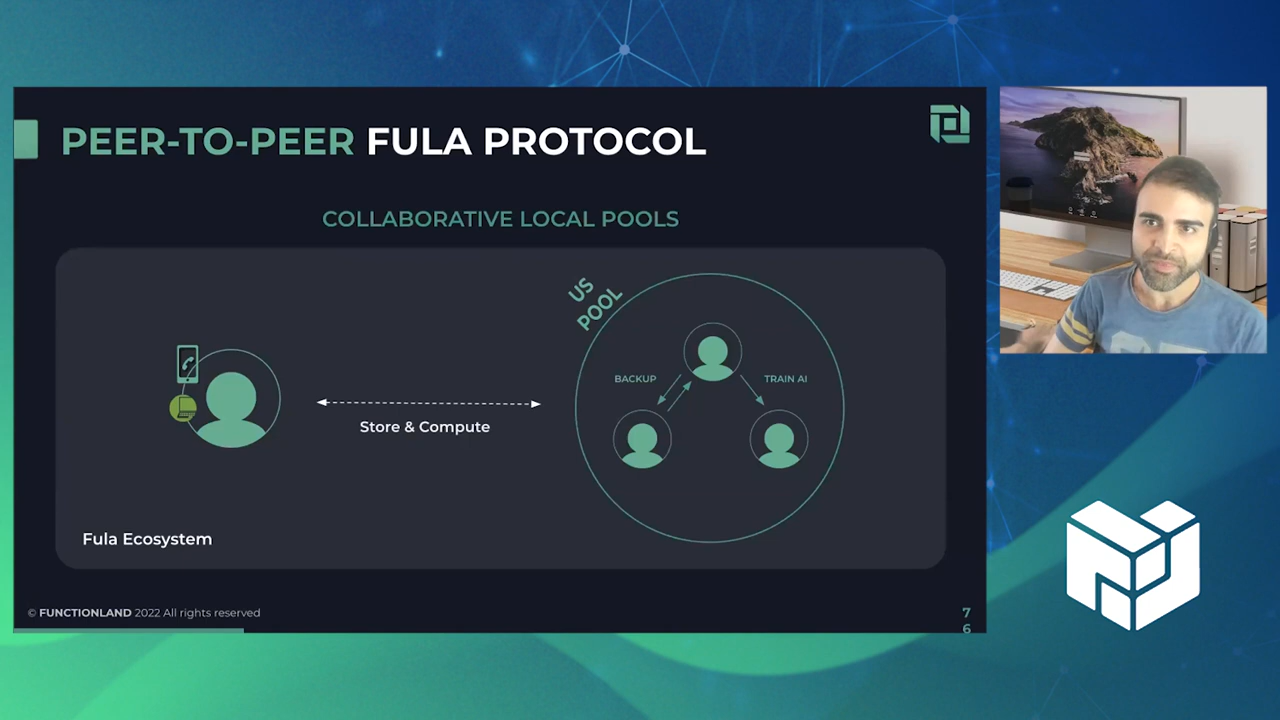 PEER-TO-PEER FULA PROTOCOL
COLLABORATIVE LOCAL POOLS
US
POOL
BACKUP
TRAIN AI
Store & Compute
Fula Ecosystem
© FUNCTIONLAND 2022 All rights reserved
7
6